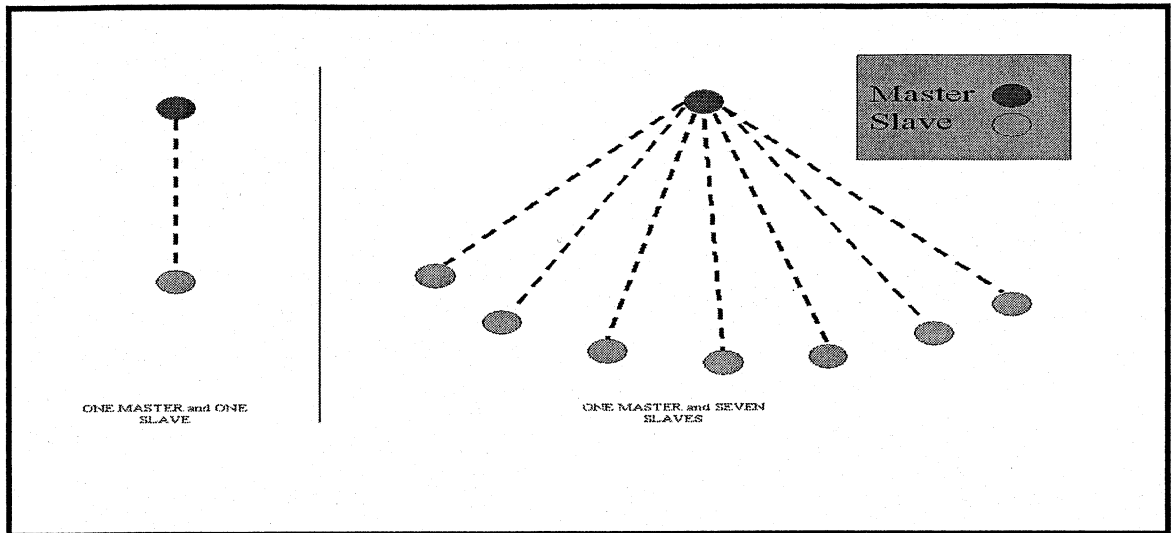 Master
Slave
ONE MASTER and ONE
SLAVE
ONE MASTER and SEVEN
SLAVES